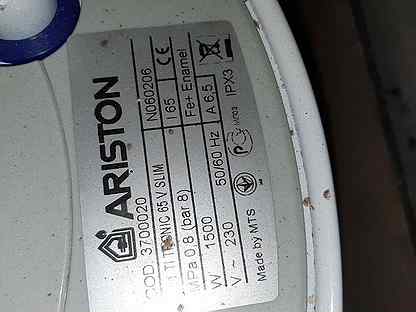 ARISTON
COD. 3700020 N060206
TI TRONIC 65 V SLIM l 65 CE
MPa 0,8 (bar 8) Fe+ Enamel
W 1500 50/60 Hz A 6,5
V ~ 230 IPX3
Made by MTS